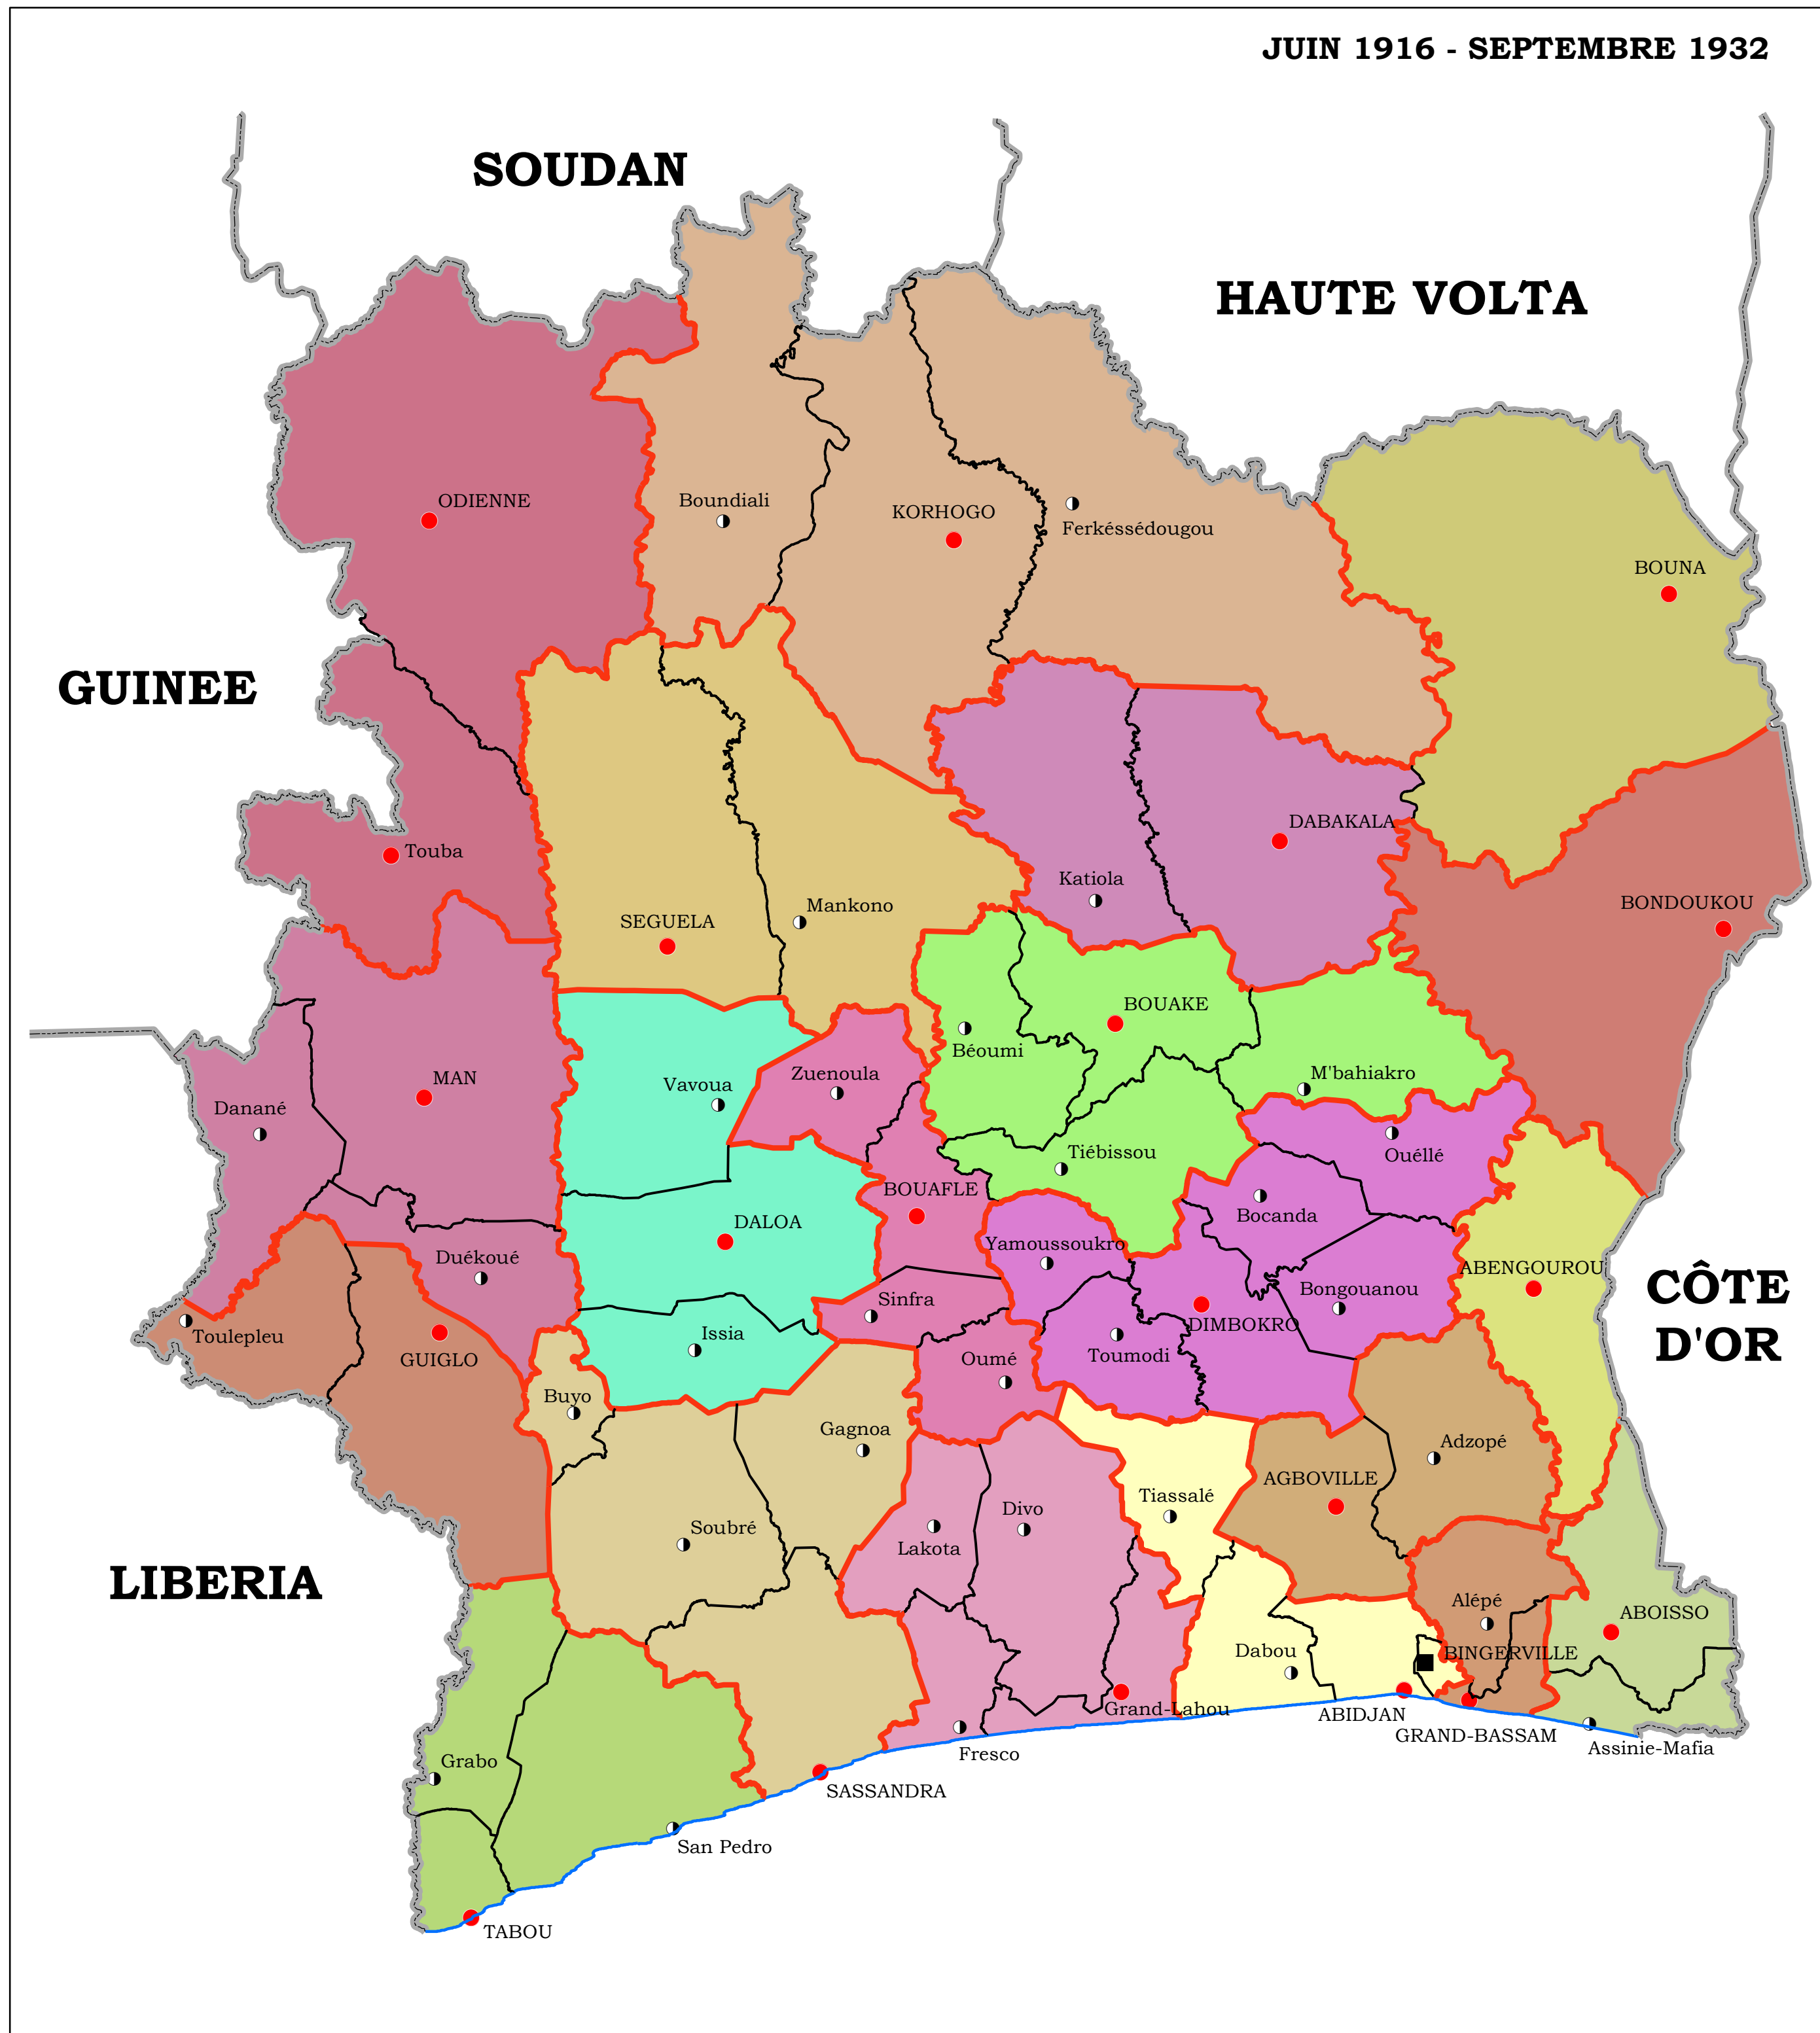 JUIN 1916 - SEPTEMBRE 1932
SOUDAN
HAUTE VOLTA
ODIENNE
Boundiali
KORHOGO
Ferkéssédougou
BOUNA
GUINEE
DABAKALA
Touba
Katiola
Mankono
SEGUELA
BONDOUKOU
BOUAKE
Béoumi
MAN
Zuenoula
M'bahiakro
Vavoua
Danané
Tiébissou
Ouéllé
BOUAFLE
DALOA
Bocanda
Yamoussoukro
Duékoué
ABENGOUROU
CÔTE
D'OR
Bongouanou
Sinfra
Toulepleu
Issia
DIMBOKRO
GUIGLO
Oumé
Toumodi
Buyo
Gagnoa
Adzopé
AGBOVILLE
Tiassalé
Divo
Soubré
Lakota
LIBERIA
Alépé
ABOISSO
Dabou
BINGERVILLE
Grand-Lahou
ABIDJAN
GRAND-BASSAM
Assinie-Mafia
Fresco
Grabo
SASSANDRA
San Pedro
TABOU